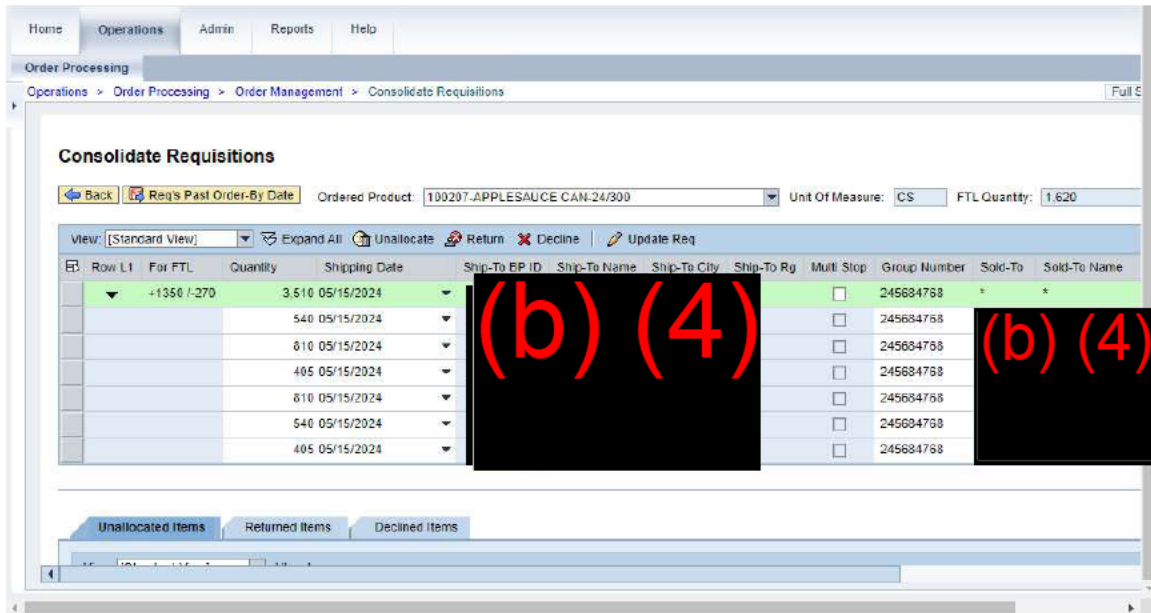 Home Operations Admin Reports Help
Order Processing
Operations > Order Processing > Order Management > Consolidate Requisitions Full S
Consolidate Requisitions
Back Req's Past Order-By Date Ordered Product: 100207-APPLESAUCE CAN-24/300 Unit Of Measure: CS FTL Quantity: 1,620
View: [Standard View] Expand All Unallocate Return Decline Update Req
Row L1 For FTL Quantity Shipping Date Ship-To BP ID Ship-To Name Ship-To City Ship-To Rg Multi Stop Group Number Sold-To Sold-To Name
+1350 /-270 3,510 05/15/2024 245684768 * *
540 05/15/2024 245684768
810 05/15/2024 245684768
405 05/15/2024 245684768
810 05/15/2024 245684768
540 05/15/2024 245684768
405 05/15/2024 245684768
(b) (4)
(b) (4)
Unallocated Items Returned Items Declined Items